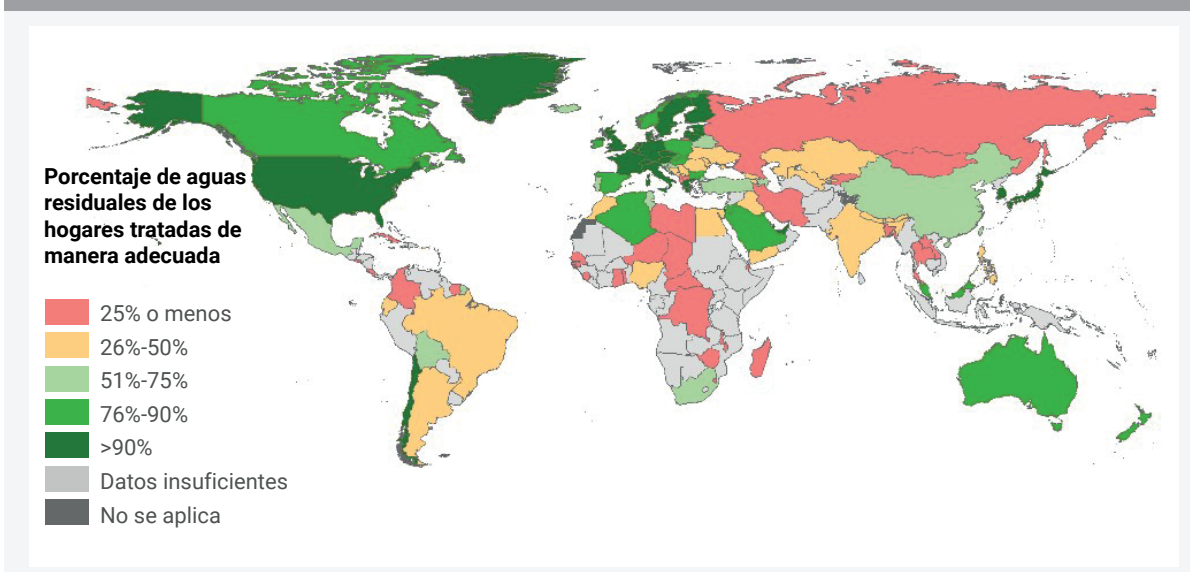 Porcentaje de aguas
residuales de los
hogares tratadas de
manera adecuada
25% o menos
26%-50%
51%-75%
76%-90%
>90%
Datos insuficientes
No se aplica